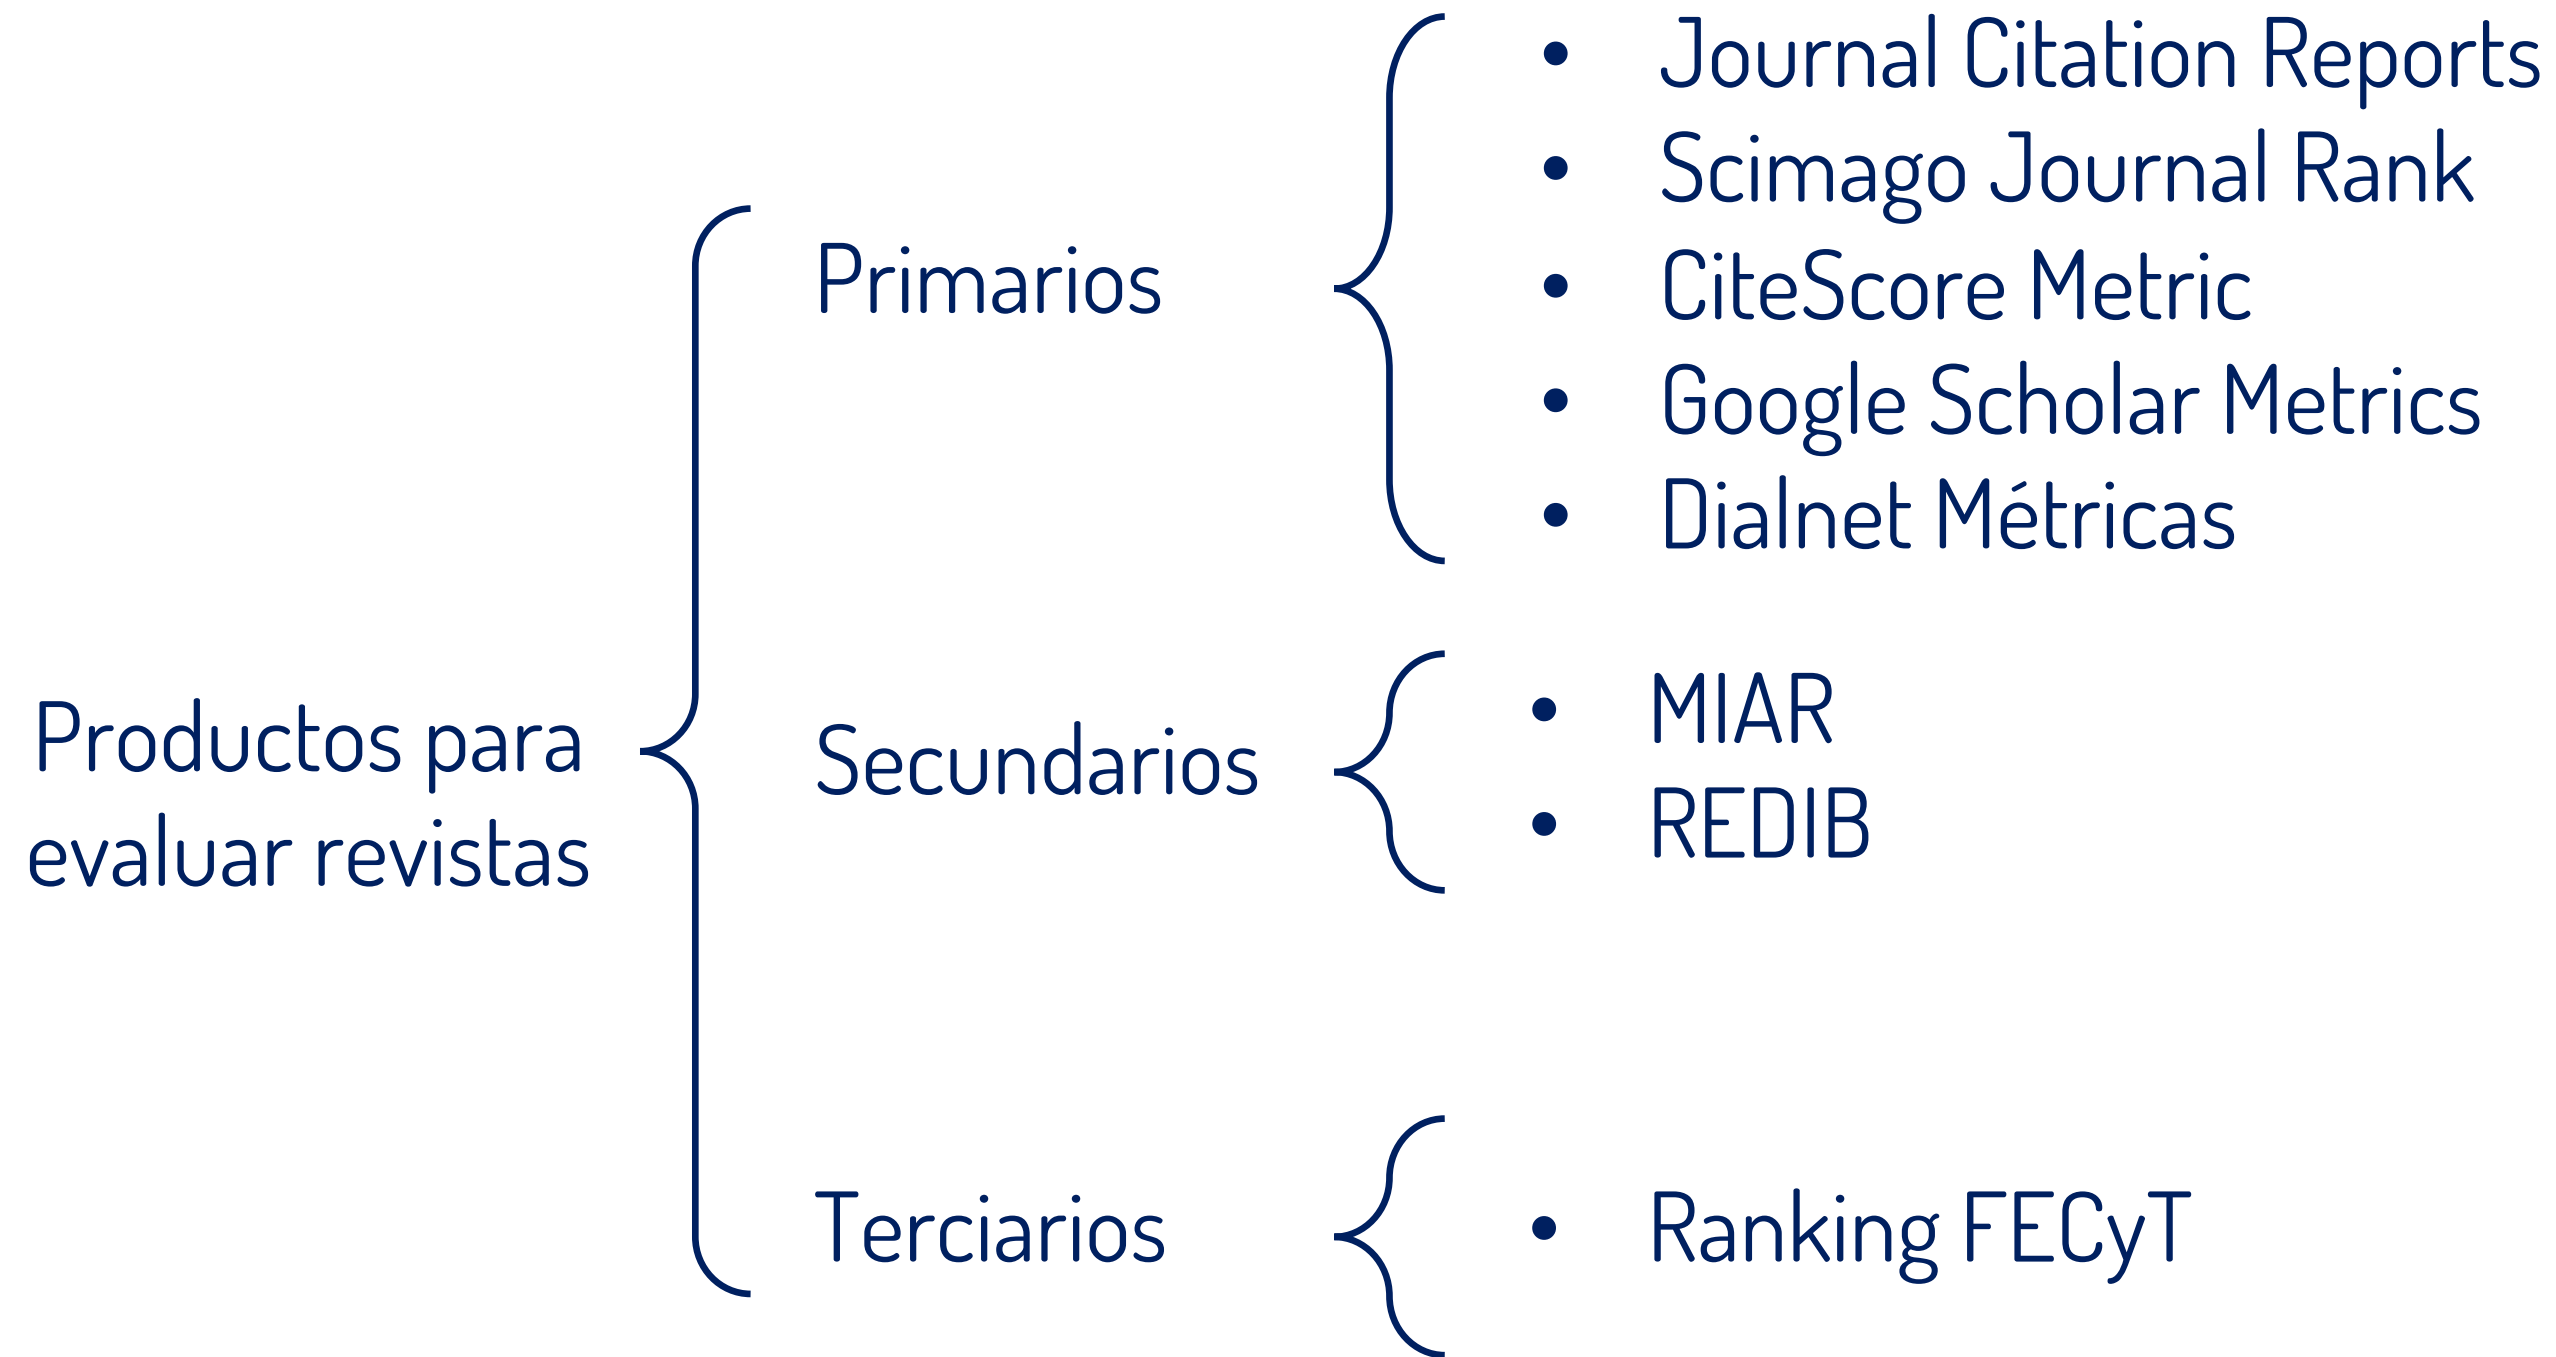 Productos para
evaluar revistas
Primarios
• Journal Citation Reports
• Scimago Journal Rank
• CiteScore Metric
• Google Scholar Metrics
• Dialnet Métricas
Secundarios
• MIAR
• REDIB
Terciarios
• Ranking FECyT